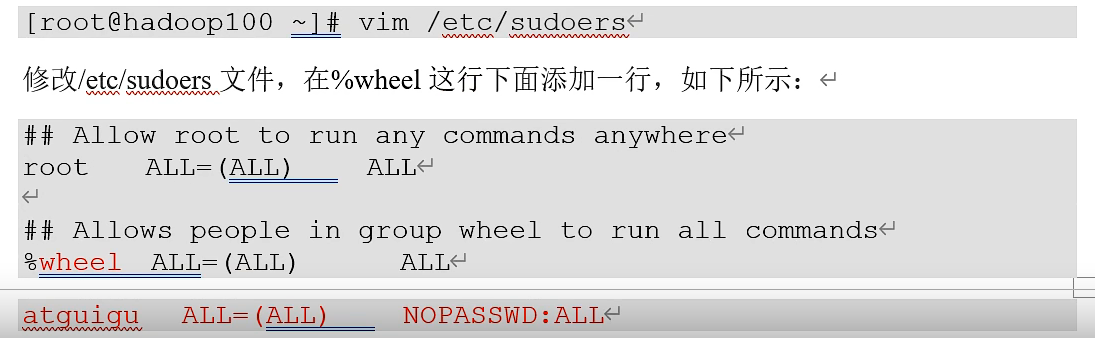 [root@hadoop100 ~]# vim /etc/sudoers↵
修改/etc/sudoers 文件，在%wheel 这行下面添加一行，如下所示：↵
## Allow root to run any commands anywhere↵
root    ALL=(ALL)     ALL↵
↵
## Allows people in group wheel to run all commands↵
%wheel  ALL=(ALL)       ALL↵
atguigu   ALL=(ALL)     NOPASSWD:ALL↵